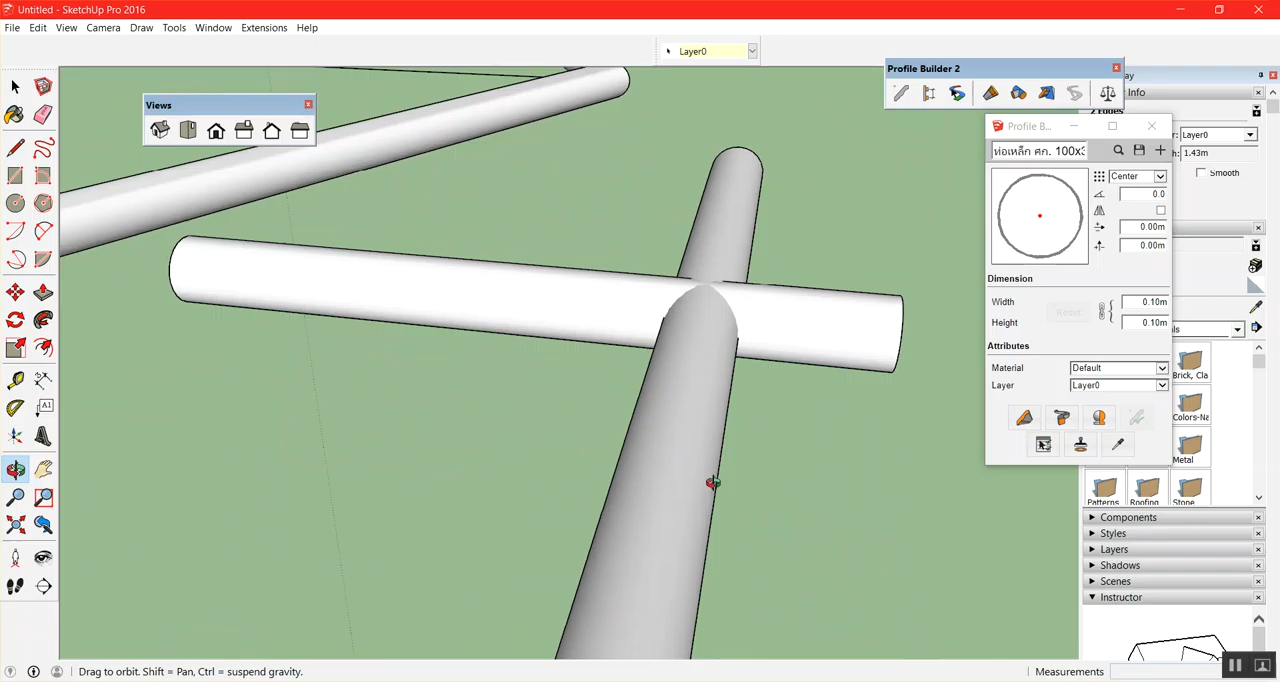 Untitled - SketchUp Pro 2016
File Edit View Camera Draw Tools Window Extensions Help
Layer0
Profile Builder 2
Views
Info
Layer0
1.43m
Smooth
Profile B...
ท่อเหล็ก ศก. 100x3
Center
0.0
0.00m
0.00m
Dimension
Width 0.10m
Reset
Height 0.10m
Attributes
Material Default
Layer Layer0
Brick, Cla
Colors-Na
Metal
Patterns Roofing Stone
Components
Styles
Layers
Shadows
Scenes
Instructor
Drag to orbit. Shift = Pan, Ctrl = suspend gravity.
Measurements